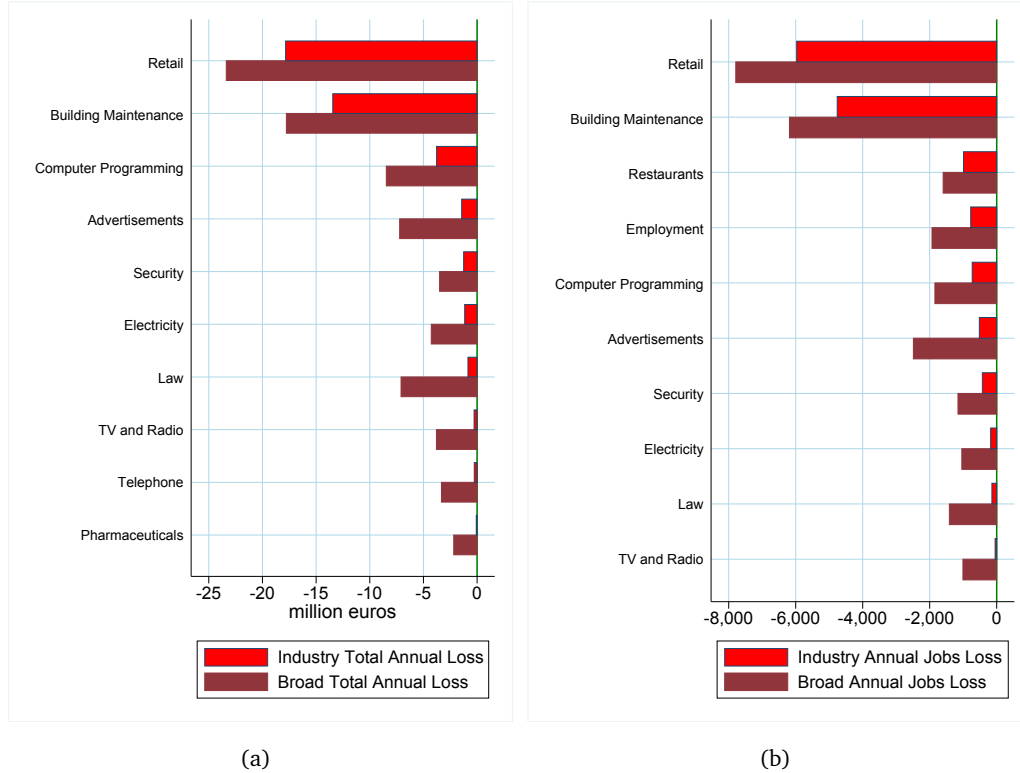 Retail
Building Maintenance
Computer Programming
Advertisements
Security
Electricity
Law
TV and Radio
Telephone
Pharmaceuticals
-25 -20 -15 -10 -5 0
million euros
Industry Total Annual Loss
Broad Total Annual Loss
(a)
Retail
Building Maintenance
Restaurants
Employment
Computer Programming
Advertisements
Security
Electricity
Law
TV and Radio
-8,000 -6,000 -4,000 -2,000 0
Industry Annual Jobs Loss
Broad Annual Jobs Loss
(b)